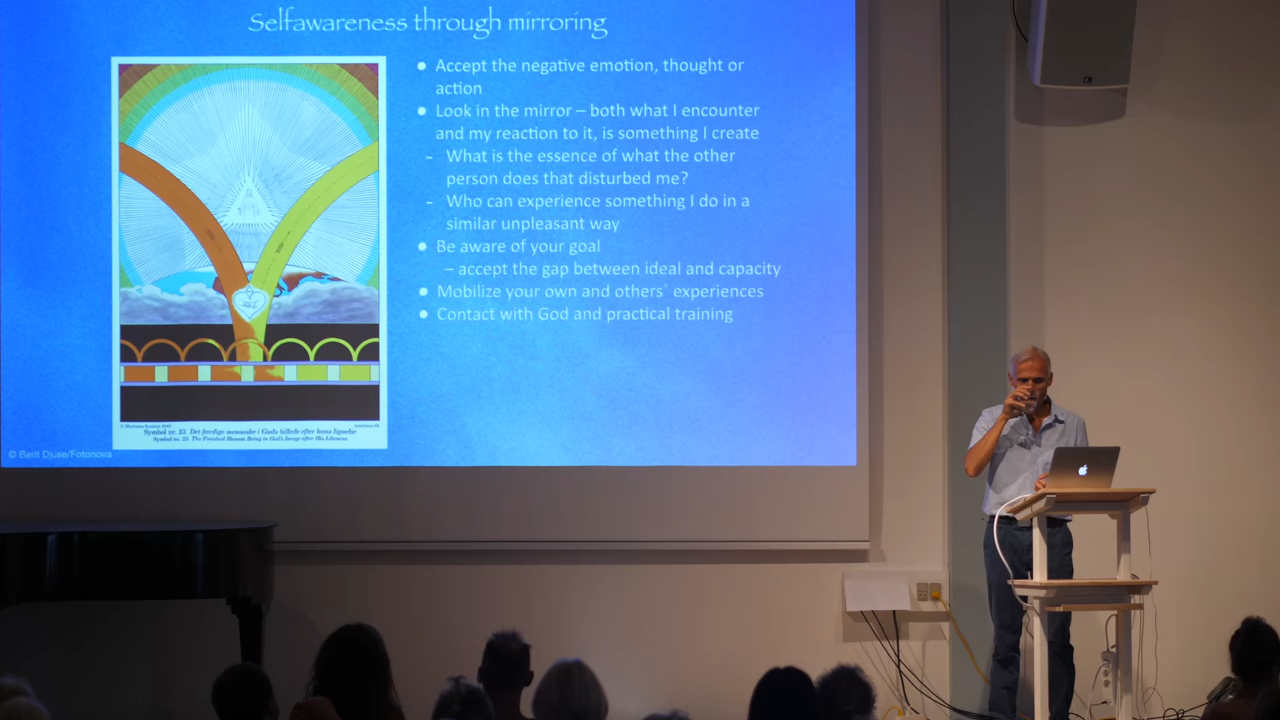 Selfawareness through mirroring
● Accept the negative emotion, thought or
action
● Look in the mirror – both what I encounter
and my reaction to it, is something I create
- What is the essence of what the other
person does that disturbed me?
- Who can experience something I do in a
similar unpleasant way
● Be aware of your goal
– accept the gap between ideal and capacity
● Mobilize your own and others´ experiences
● Contact with God and practical training
Symbol nr. 23 Det færdige menneske i Guds billede efter hans lignelse
Symbol no. 23 The Finished Human Being in God's Image after His Likeness
© Berit Djuse/Fotonova